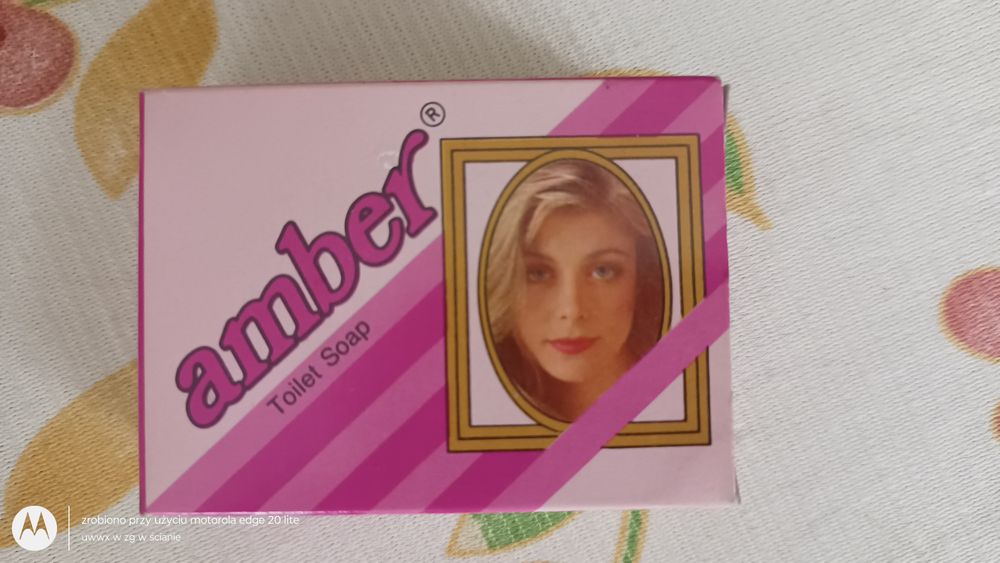 amber®
Toilet Soap
zrobiono przy użyciu motorola edge 20 lite
uwwx w zg w ścianie